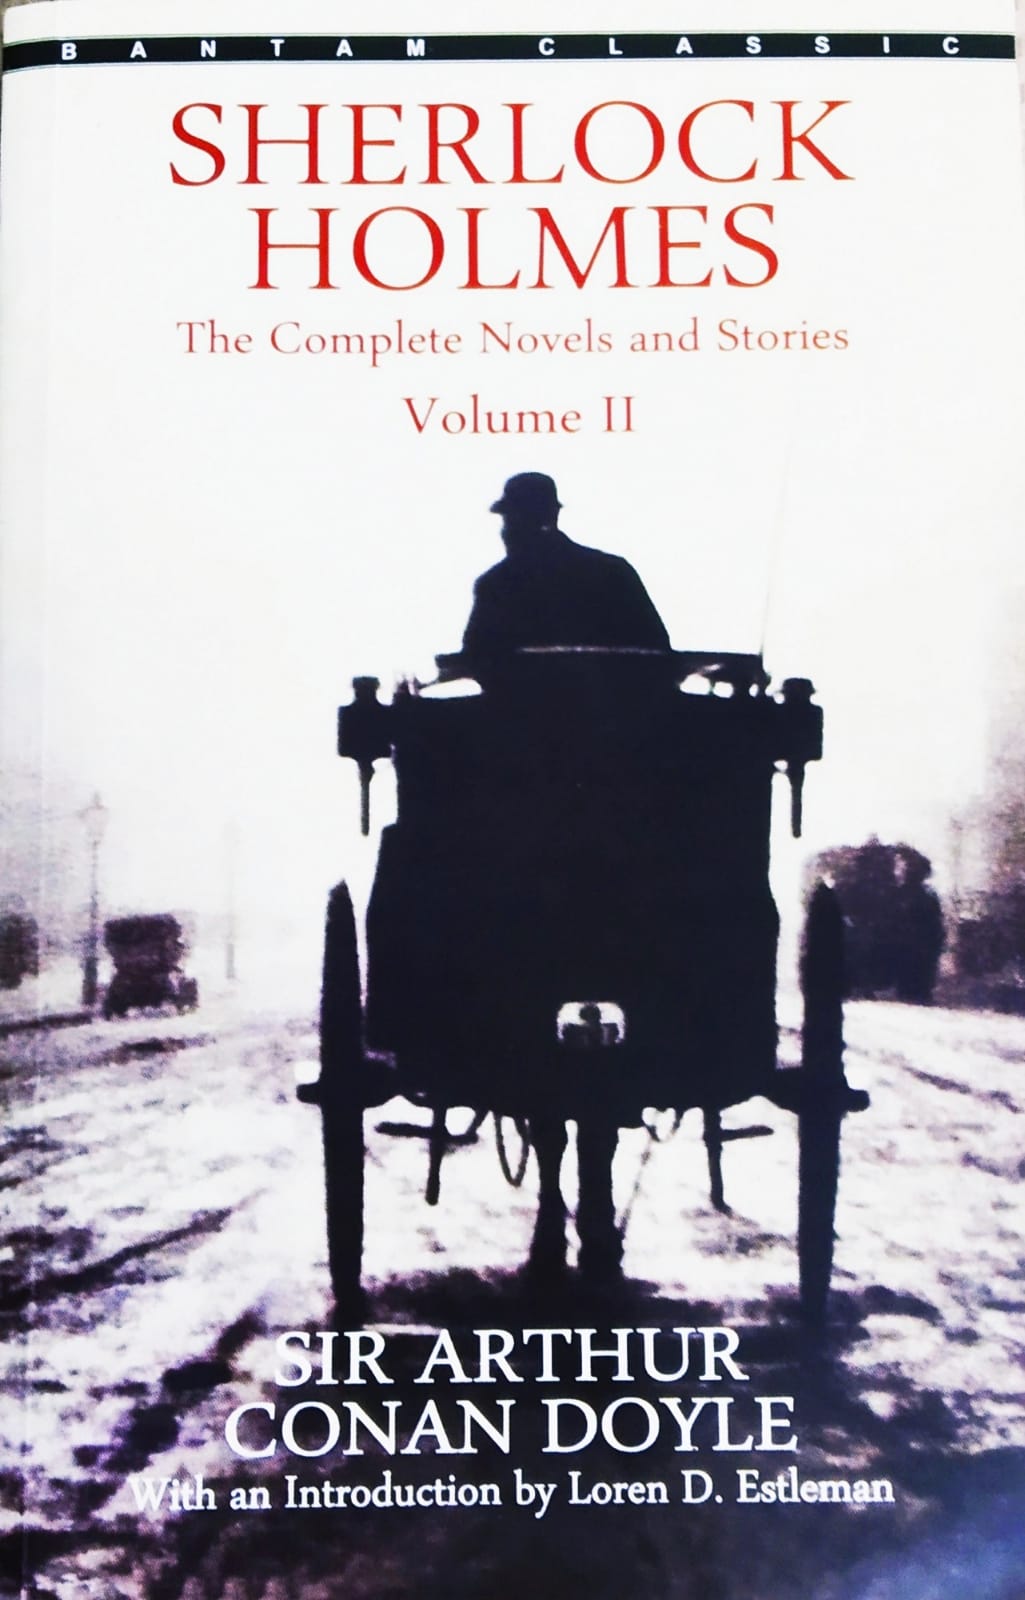 BANTAM CLASSIC
SHERLOCK
HOLMES
The Complete Novels and Stories
Volume II
SIR ARTHUR
CONAN DOYLE
With an Introduction by Loren D. Estleman